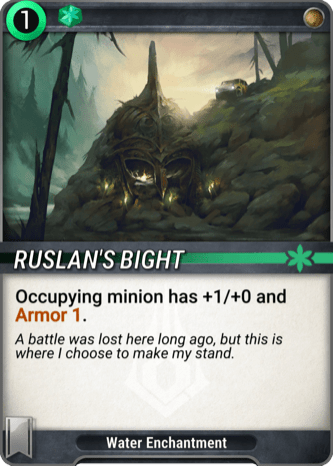 1
RUSLAN'S BIGHT
Occupying minion has +1/+0 and
Armor 1.
A battle was lost here long ago, but this is
where I choose to make my stand.
Water Enchantment